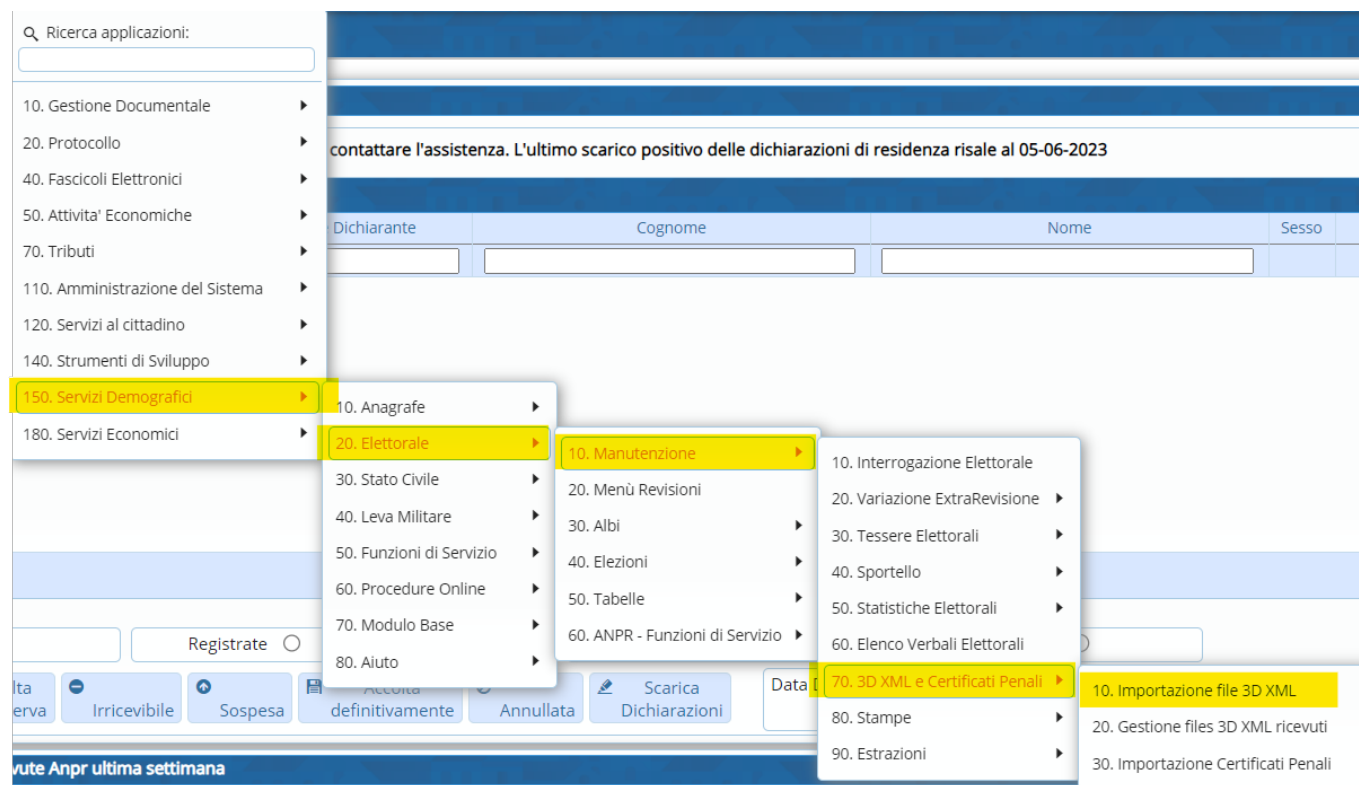 Ricerca applicazioni:
10. Gestione Documentale
20. Protocollo
40. Fascicoli Elettronici
50. Attivita' Economiche
70. Tributi
110. Amministrazione del Sistema
120. Servizi al cittadino
140. Strumenti di Sviluppo
150. Servizi Demografici
180. Servizi Economici
contattare l'assistenza. L'ultimo scarico positivo delle dichiarazioni di residenza risale al 05-06-2023
Dichiarante Cognome Nome Sesso
10. Anagrafe
20. Elettorale
30. Stato Civile
40. Leva Militare
50. Funzioni di Servizio
60. Procedure Online
70. Modulo Base
80. Aiuto
10. Manutenzione
20. Menù Revisioni
30. Albi
40. Elezioni
50. Tabelle
60. ANPR - Funzioni di Servizio
10. Interrogazione Elettorale
20. Variazione ExtraRevisione
30. Tessere Elettorali
40. Sportello
50. Statistiche Elettorali
60. Elenco Verbali Elettorali
70. 3D XML e Certificati Penali
80. Stampe
90. Estrazioni
10. Importazione file 3D XML
20. Gestione files 3D XML ricevuti
30. Importazione Certificati Penali
Registrate
lta
erva
Irricevibile
Sospesa
Accolta
definitivamente
Annullata
Scarica
Dichiarazioni
Data
vute Anpr ultima settimana